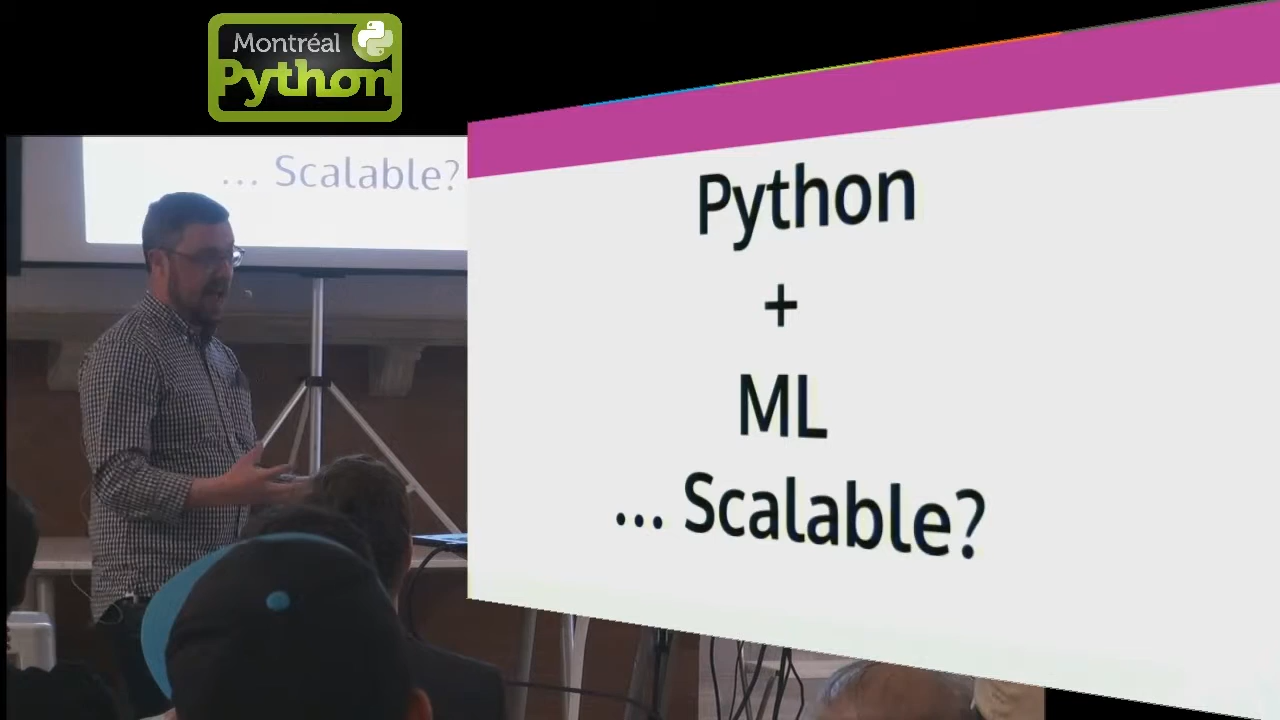 Montréal
Python
... Scalable?
Python
+
ML
... Scalable?